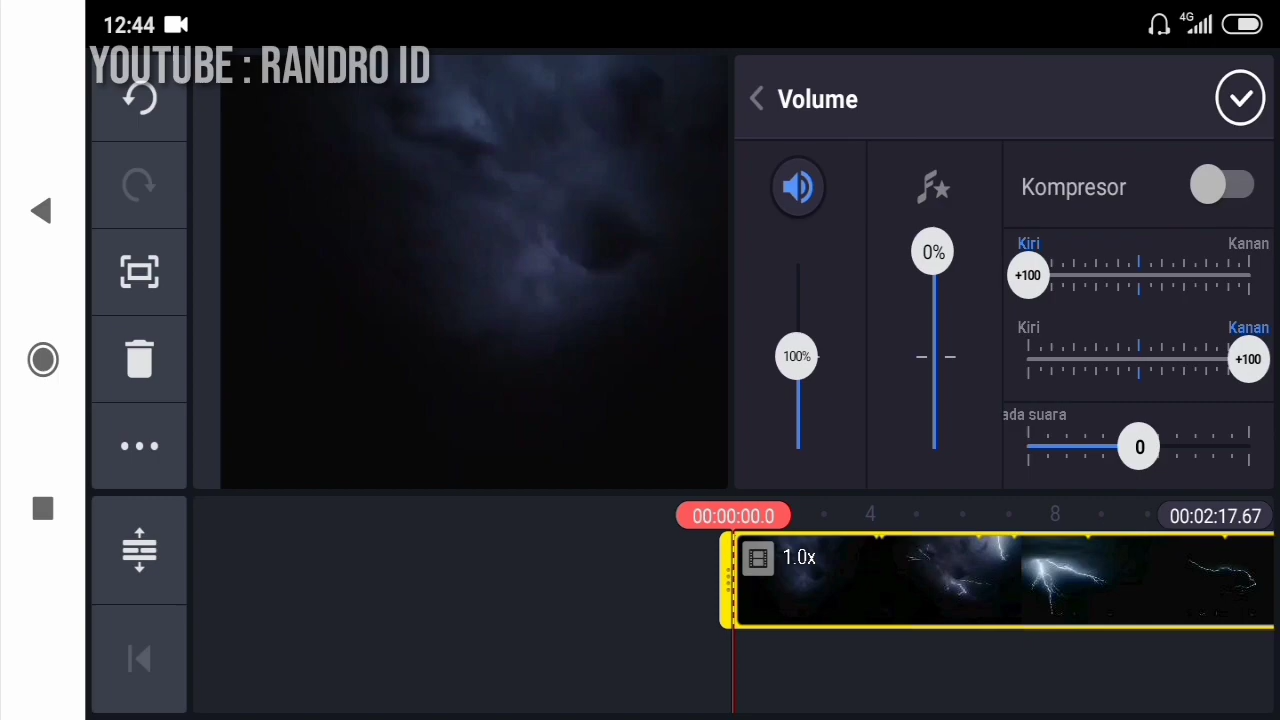 12:44
4G
YOUTUBE : RANDRO ID
Volume
Kompresor
0%
Kiri
Kanan
+100
Kiri
Kanan
100%
+100
ada suara
0
00:00:00.0
4
8
00:02:17.67
1.0x